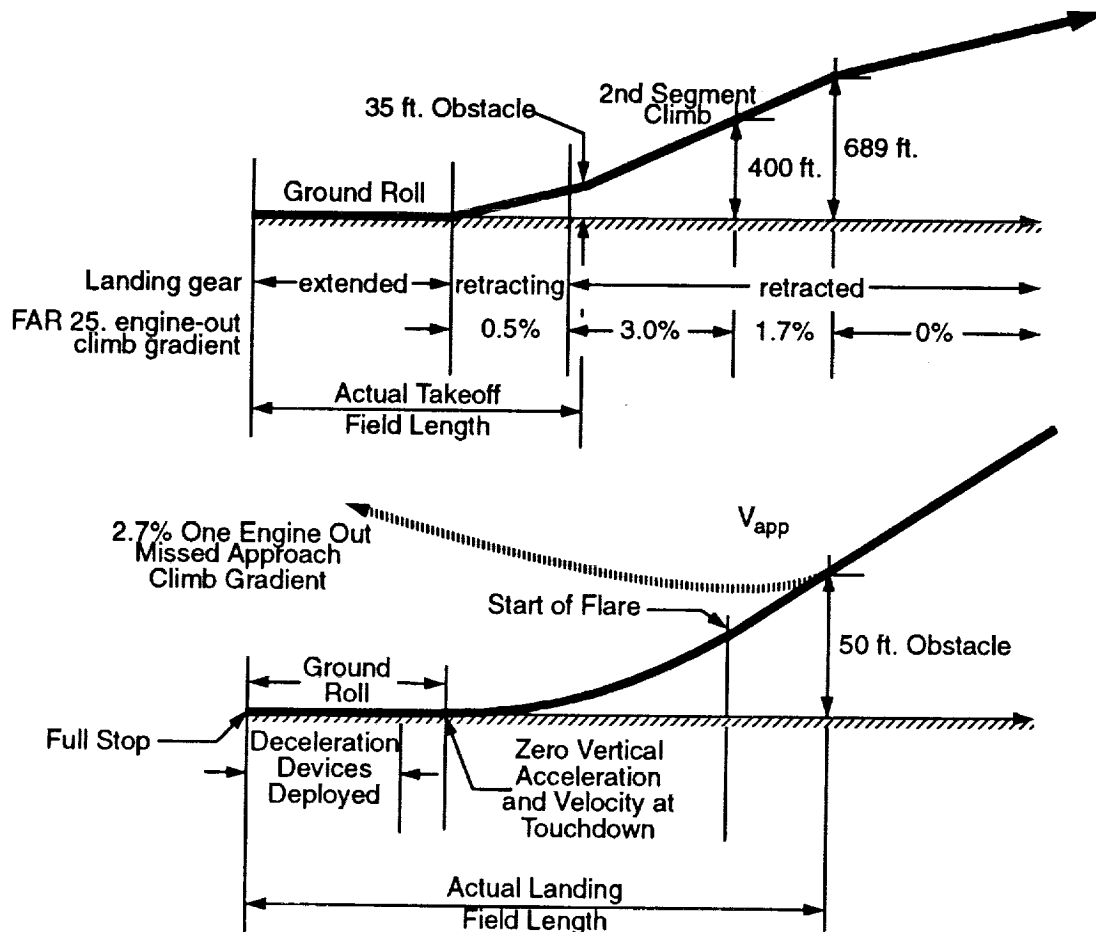 2nd Segment
Climb
35 ft. Obstacle
689 ft.
400 ft.
Ground Roll
Landing gear
extended
retracting
retracted
FAR 25. engine-out
climb gradient
0.5%
3.0%
1.7%
0%
Actual Takeoff
Field Length
2.7% One Engine Out
Missed Approach
Climb Gradient
Vapp
Start of Flare
50 ft. Obstacle
Ground
Roll
Full Stop
Deceleration
Devices
Deployed
Zero Vertical
Acceleration
and Velocity at
Touchdown
Actual Landing
Field Length